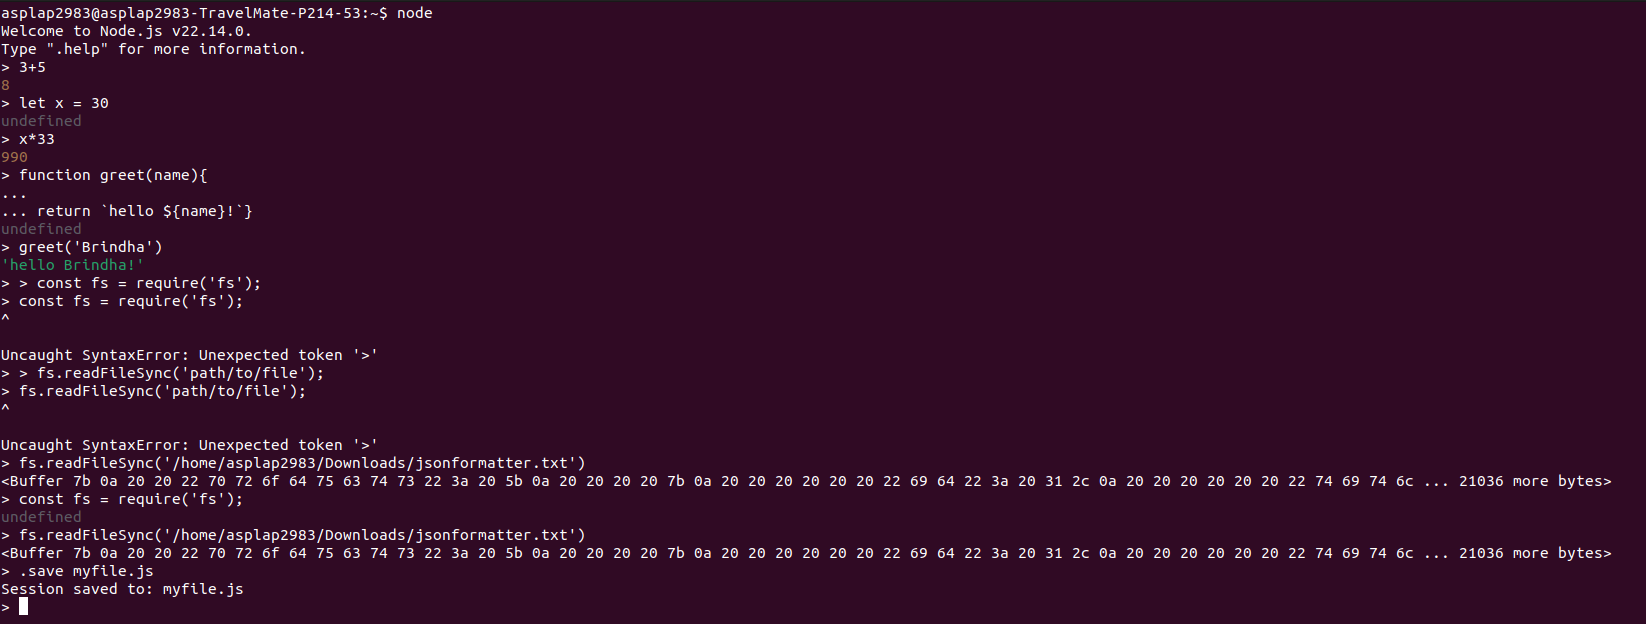 asplap2983@asplap2983-TravelMate-P214-53:~$ node
Welcome to Node.js v22.14.0.
Type ".help" for more information.
> 3+5
8
> let x = 30
undefined
> x*33
990
> function greet(name){
...
... return `hello ${name}!`}
undefined
> greet('Brindha')
'hello Brindha!'
> > const fs = require('fs');
> const fs = require('fs');
^
Uncaught SyntaxError: Unexpected token '>'
> > fs.readFileSync('path/to/file');
> fs.readFileSync('path/to/file');
^
Uncaught SyntaxError: Unexpected token '>'
> fs.readFileSync('/home/asplap2983/Downloads/jsonformatter.txt')
<Buffer 7b 0a 20 20 22 70 72 6f 64 75 63 74 73 22 3a 20 5b 0a 20 20 20 20 7b 0a 20 20 20 20 20 20 22 69 64 22 3a 20 31 2c 0a 20 20 20 20 20 20 22 74 69 74 6c ... 21036 more bytes>
> const fs = require('fs');
undefined
> fs.readFileSync('/home/asplap2983/Downloads/jsonformatter.txt')
<Buffer 7b 0a 20 20 22 70 72 6f 64 75 63 74 73 22 3a 20 5b 0a 20 20 20 20 7b 0a 20 20 20 20 20 20 22 69 64 22 3a 20 31 2c 0a 20 20 20 20 20 20 22 74 69 74 6c ... 21036 more bytes>
> .save myfile.js
Session saved to: myfile.js
>